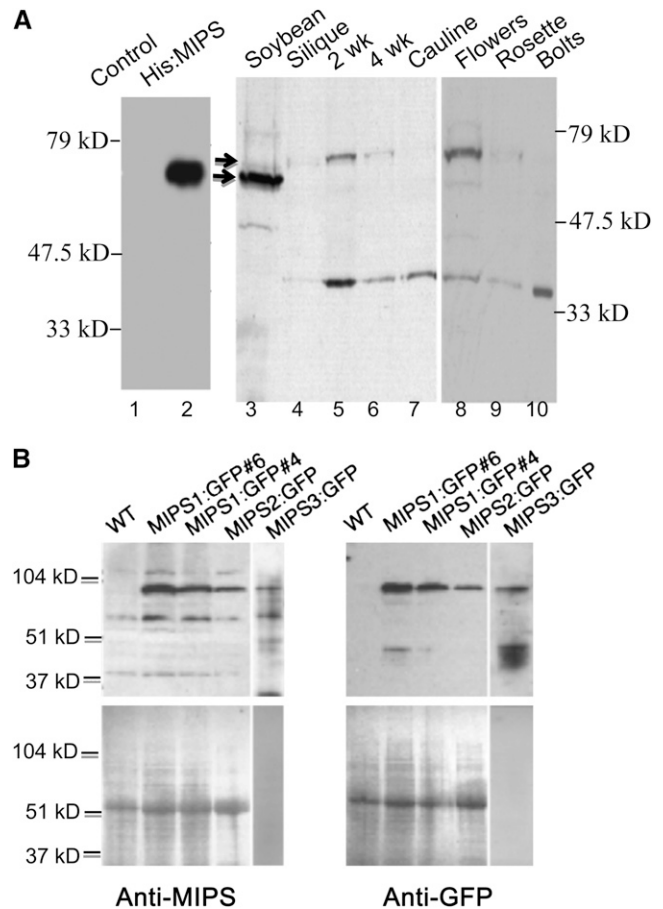 A
Control
His:MIPS
Soybean
Silique
2 wk
4 wk
Cauline
Flowers
Rosette
Bolts
79 kD
47.5 kD
33 kD
79 kD
47.5 kD
33 kD
1 2 3 4 5 6 7 8 9 10
B
WT
MIPS1:GFP#6
MIPS1:GFP#4
MIPS2:GFP
MIPS3:GFP
WT
MIPS1:GFP#6
MIPS1:GFP#4
MIPS2:GFP
MIPS3:GFP
104 kD
51 kD
37 kD
104 kD
51 kD
37 kD
Anti-MIPS Anti-GFP